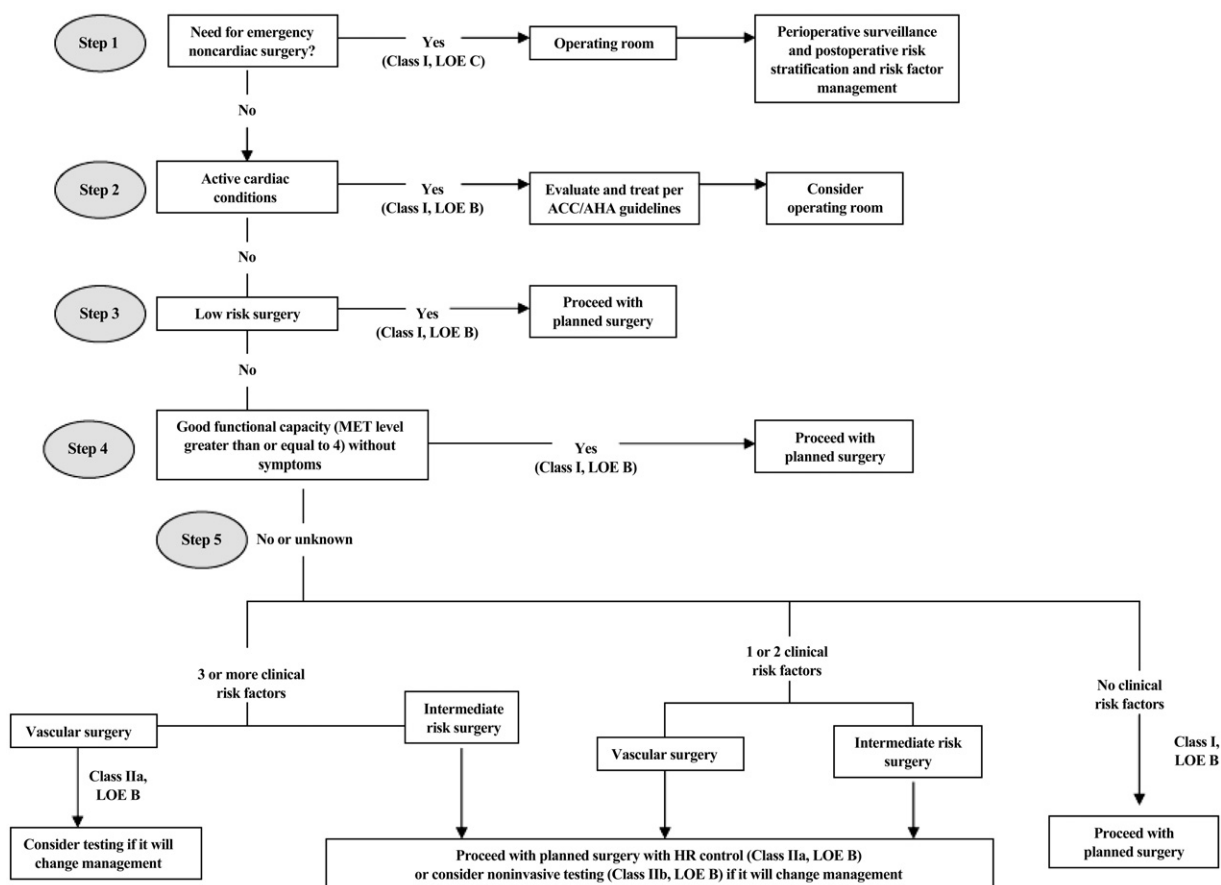 Step 1
Need for emergency
noncardiac surgery?
Yes
(Class I, LOE C)
Operating room
Perioperative surveillance
and postoperative risk
stratification and risk factor
management
No
Step 2
Active cardiac
conditions
Yes
(Class I, LOE B)
Evaluate and treat per
ACC/AHA guidelines
Consider
operating room
No
Step 3
Low risk surgery
Yes
(Class I, LOE B)
Proceed with
planned surgery
No
Step 4
Good functional capacity (MET level
greater than or equal to 4) without
symptoms
Yes
(Class I, LOE B)
Proceed with
planned surgery
Step 5
No or unknown
3 or more clinical
risk factors
1 or 2 clinical
risk factors
No clinical
risk factors
Vascular surgery
Intermediate
risk surgery
Vascular surgery
Intermediate risk
surgery
Class IIa,
LOE B
Class I,
LOE B
Consider testing if it will
change management
Proceed with planned surgery with HR control (Class IIa, LOE B)
or consider noninvasive testing (Class IIb, LOE B) if it will change management
Proceed with
planned surgery